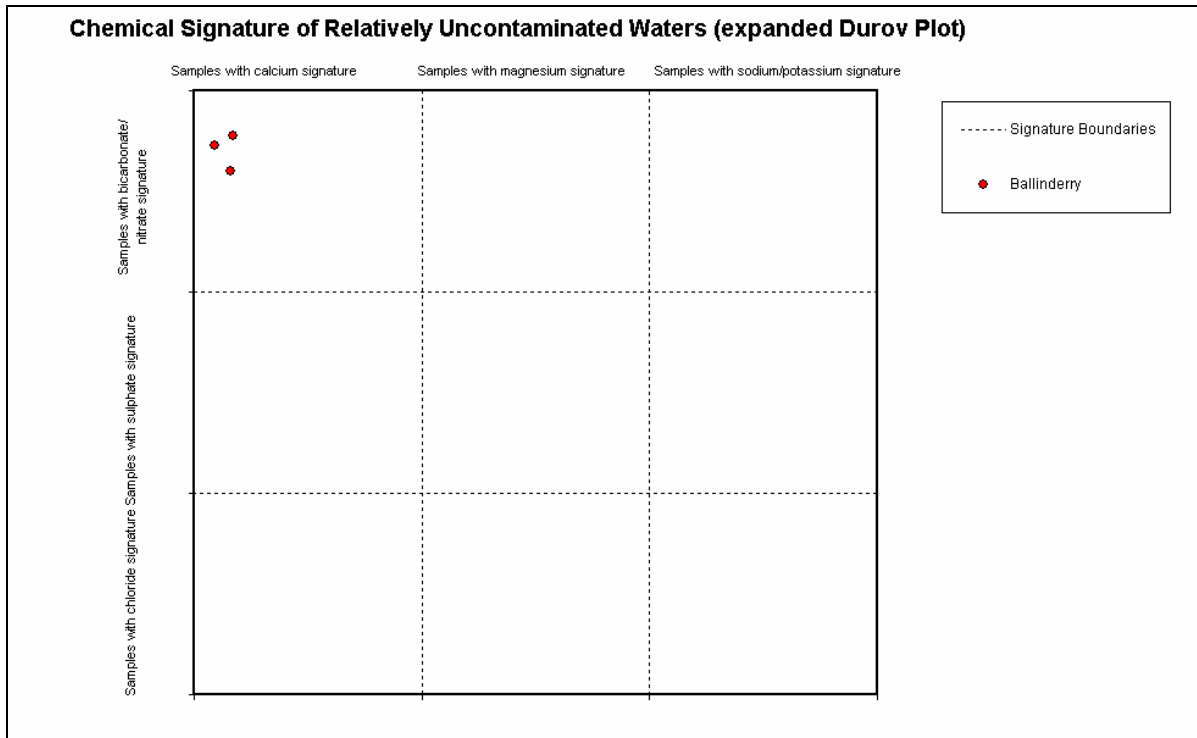 Chemical Signature of Relatively Uncontaminated Waters (expanded Durov Plot)
Samples with calcium signature
Samples with magnesium signature
Samples with sodium/potassium signature
Samples with bicarbonate/
nitrate signature
Samples with sulphate signature
Samples with chloride signature
Signature Boundaries
Ballinderry